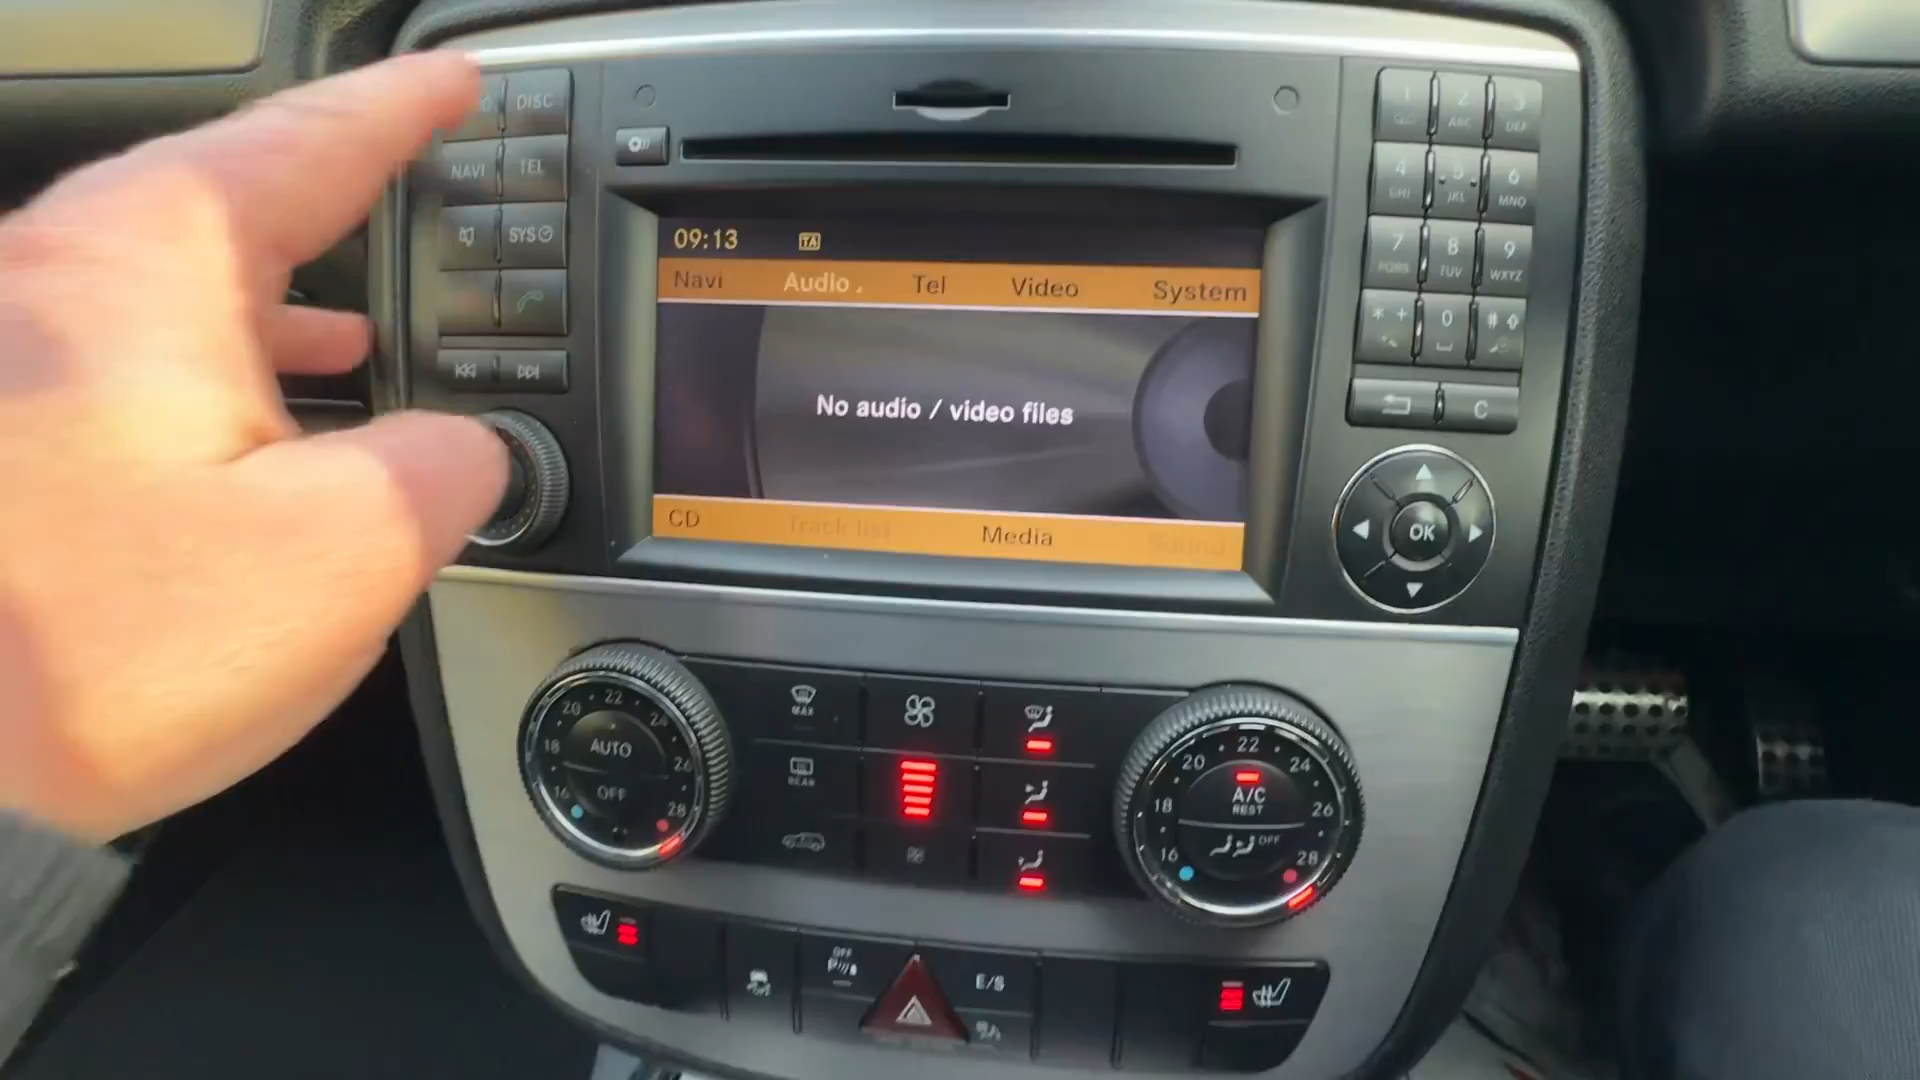 DISC
NAVI TEL
SYS
09:13 TA
Navi Audio Tel Video System
No audio / video files
CD Track list Media Sound
1 2 ABC 3 DEF
4 GHI 5 JKL 6 MNO
7 PQRS 8 TUV 9 WXYZ
* + 0 #
C
OK
16 18 20 22 24 26 28
AUTO
OFF
MAX
REAR
16 18 20 22 24 26 28
A/C
REST
OFF
OFF
P
E/S